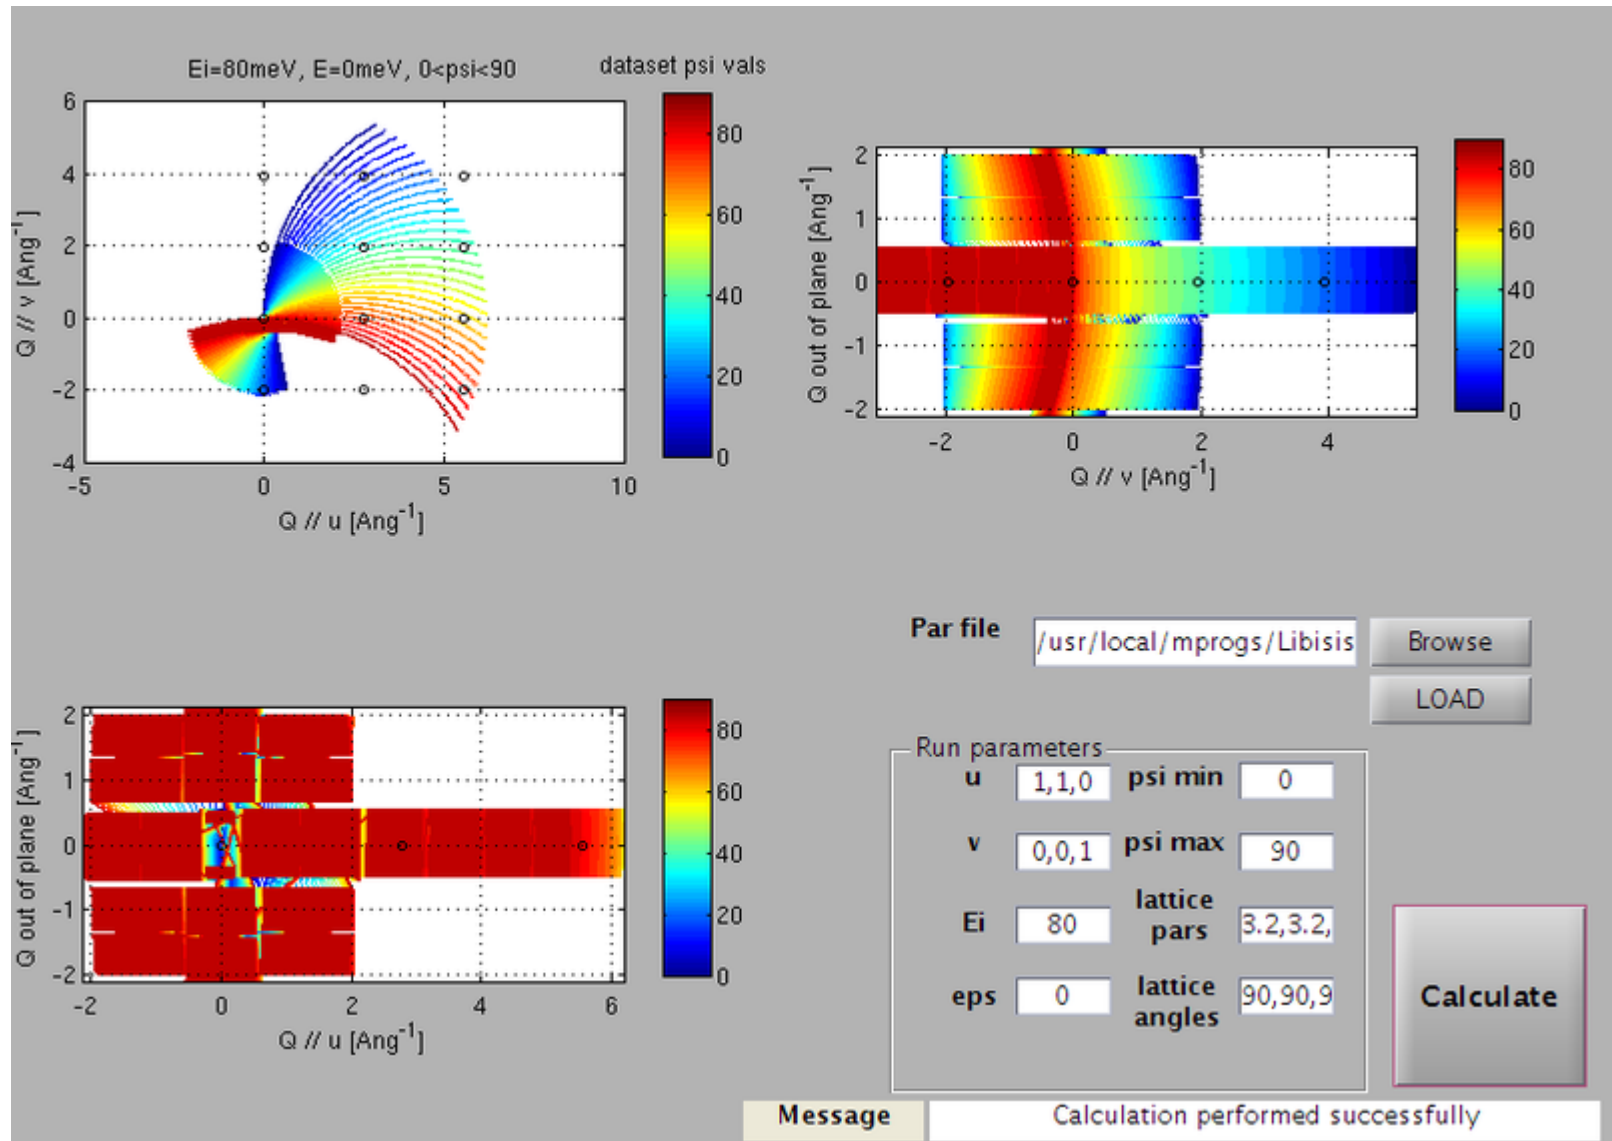 Ei=80meV, E=0meV, 0<psi<90
dataset psi vals
6
4
2
0
-2
-4
-5
0
5
10
Q // v [Ang^-1]
Q // u [Ang^-1]
80
60
40
20
0
2
1
0
-1
-2
-2
0
2
4
Q out of plane [Ang^-1]
Q // v [Ang^-1]
80
60
40
20
0
2
1
0
-1
-2
-2
0
2
4
6
Q out of plane [Ang^-1]
Q // u [Ang^-1]
80
60
40
20
0
Par file
/usr/local/mprogs/Libisis
Browse
LOAD
Run parameters
u 1,1,0 psi min 0
v 0,0,1 psi max 90
Ei 80 lattice pars 3.2,3.2,
eps 0 lattice angles 90,90,9
Calculate
Message Calculation performed successfully